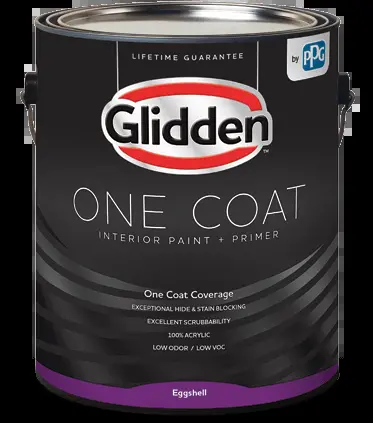 LIFETIME GUARANTEE
by PPG
Glidden™
ONE COAT
INTERIOR PAINT + PRIMER
One Coat Coverage
EXCEPTIONAL HIDE & STAIN BLOCKING
EXCELLENT SCRUBBABILITY
100% ACRYLIC
LOW ODOR / LOW VOC
Eggshell